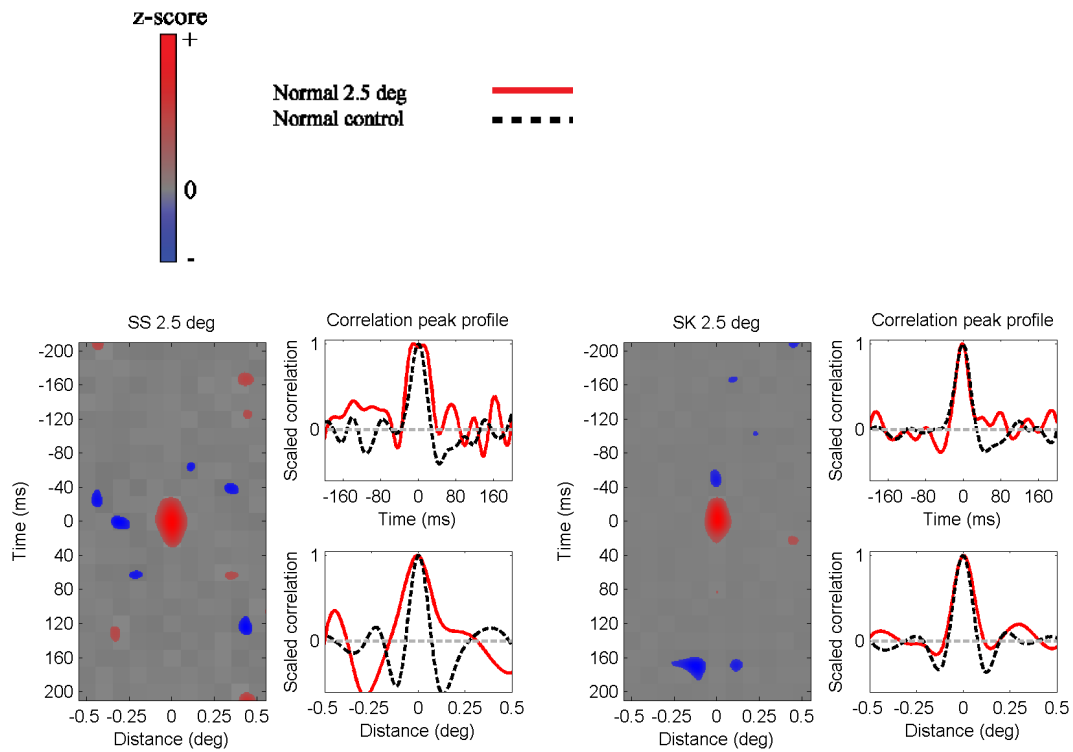 z-score
+
0
-
Normal 2.5 deg
Normal control
SS 2.5 deg
-200
-160
-120
-80
-40
0
40
80
120
160
200
Time (ms)
-0.5 -0.25 0 0.25 0.5
Distance (deg)
Correlation peak profile
1
0
Scaled correlation
-160 -80 0 80 160
Time (ms)
1
0
Scaled correlation
-0.5 -0.25 0 0.25 0.5
Distance (deg)
SK 2.5 deg
-200
-160
-120
-80
-40
0
40
80
120
160
200
Time (ms)
-0.5 -0.25 0 0.25 0.5
Distance (deg)
Correlation peak profile
1
0
Scaled correlation
-160 -80 0 80 160
Time (ms)
1
0
Scaled correlation
-0.5 -0.25 0 0.25 0.5
Distance (deg)